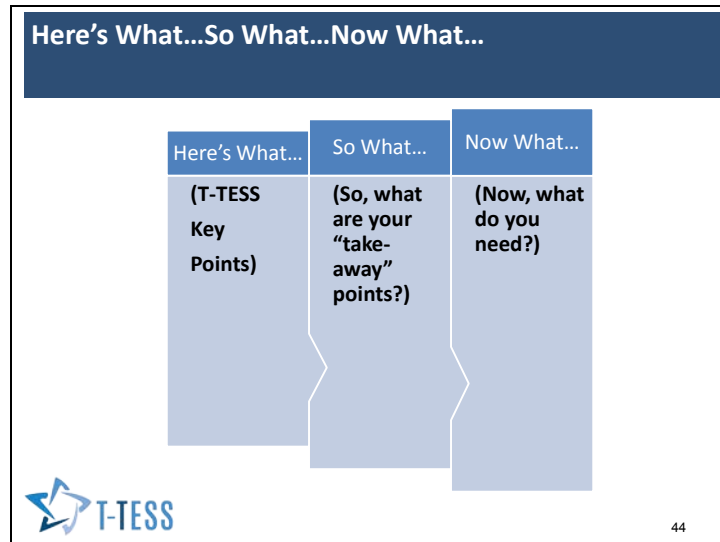 Here’s What…So What…Now What…
Here’s What…
(T-TESS
Key
Points)
So What…
(So, what
are your
“take-
away”
points?)
Now What…
(Now, what
do you
need?)
T-TESS
44